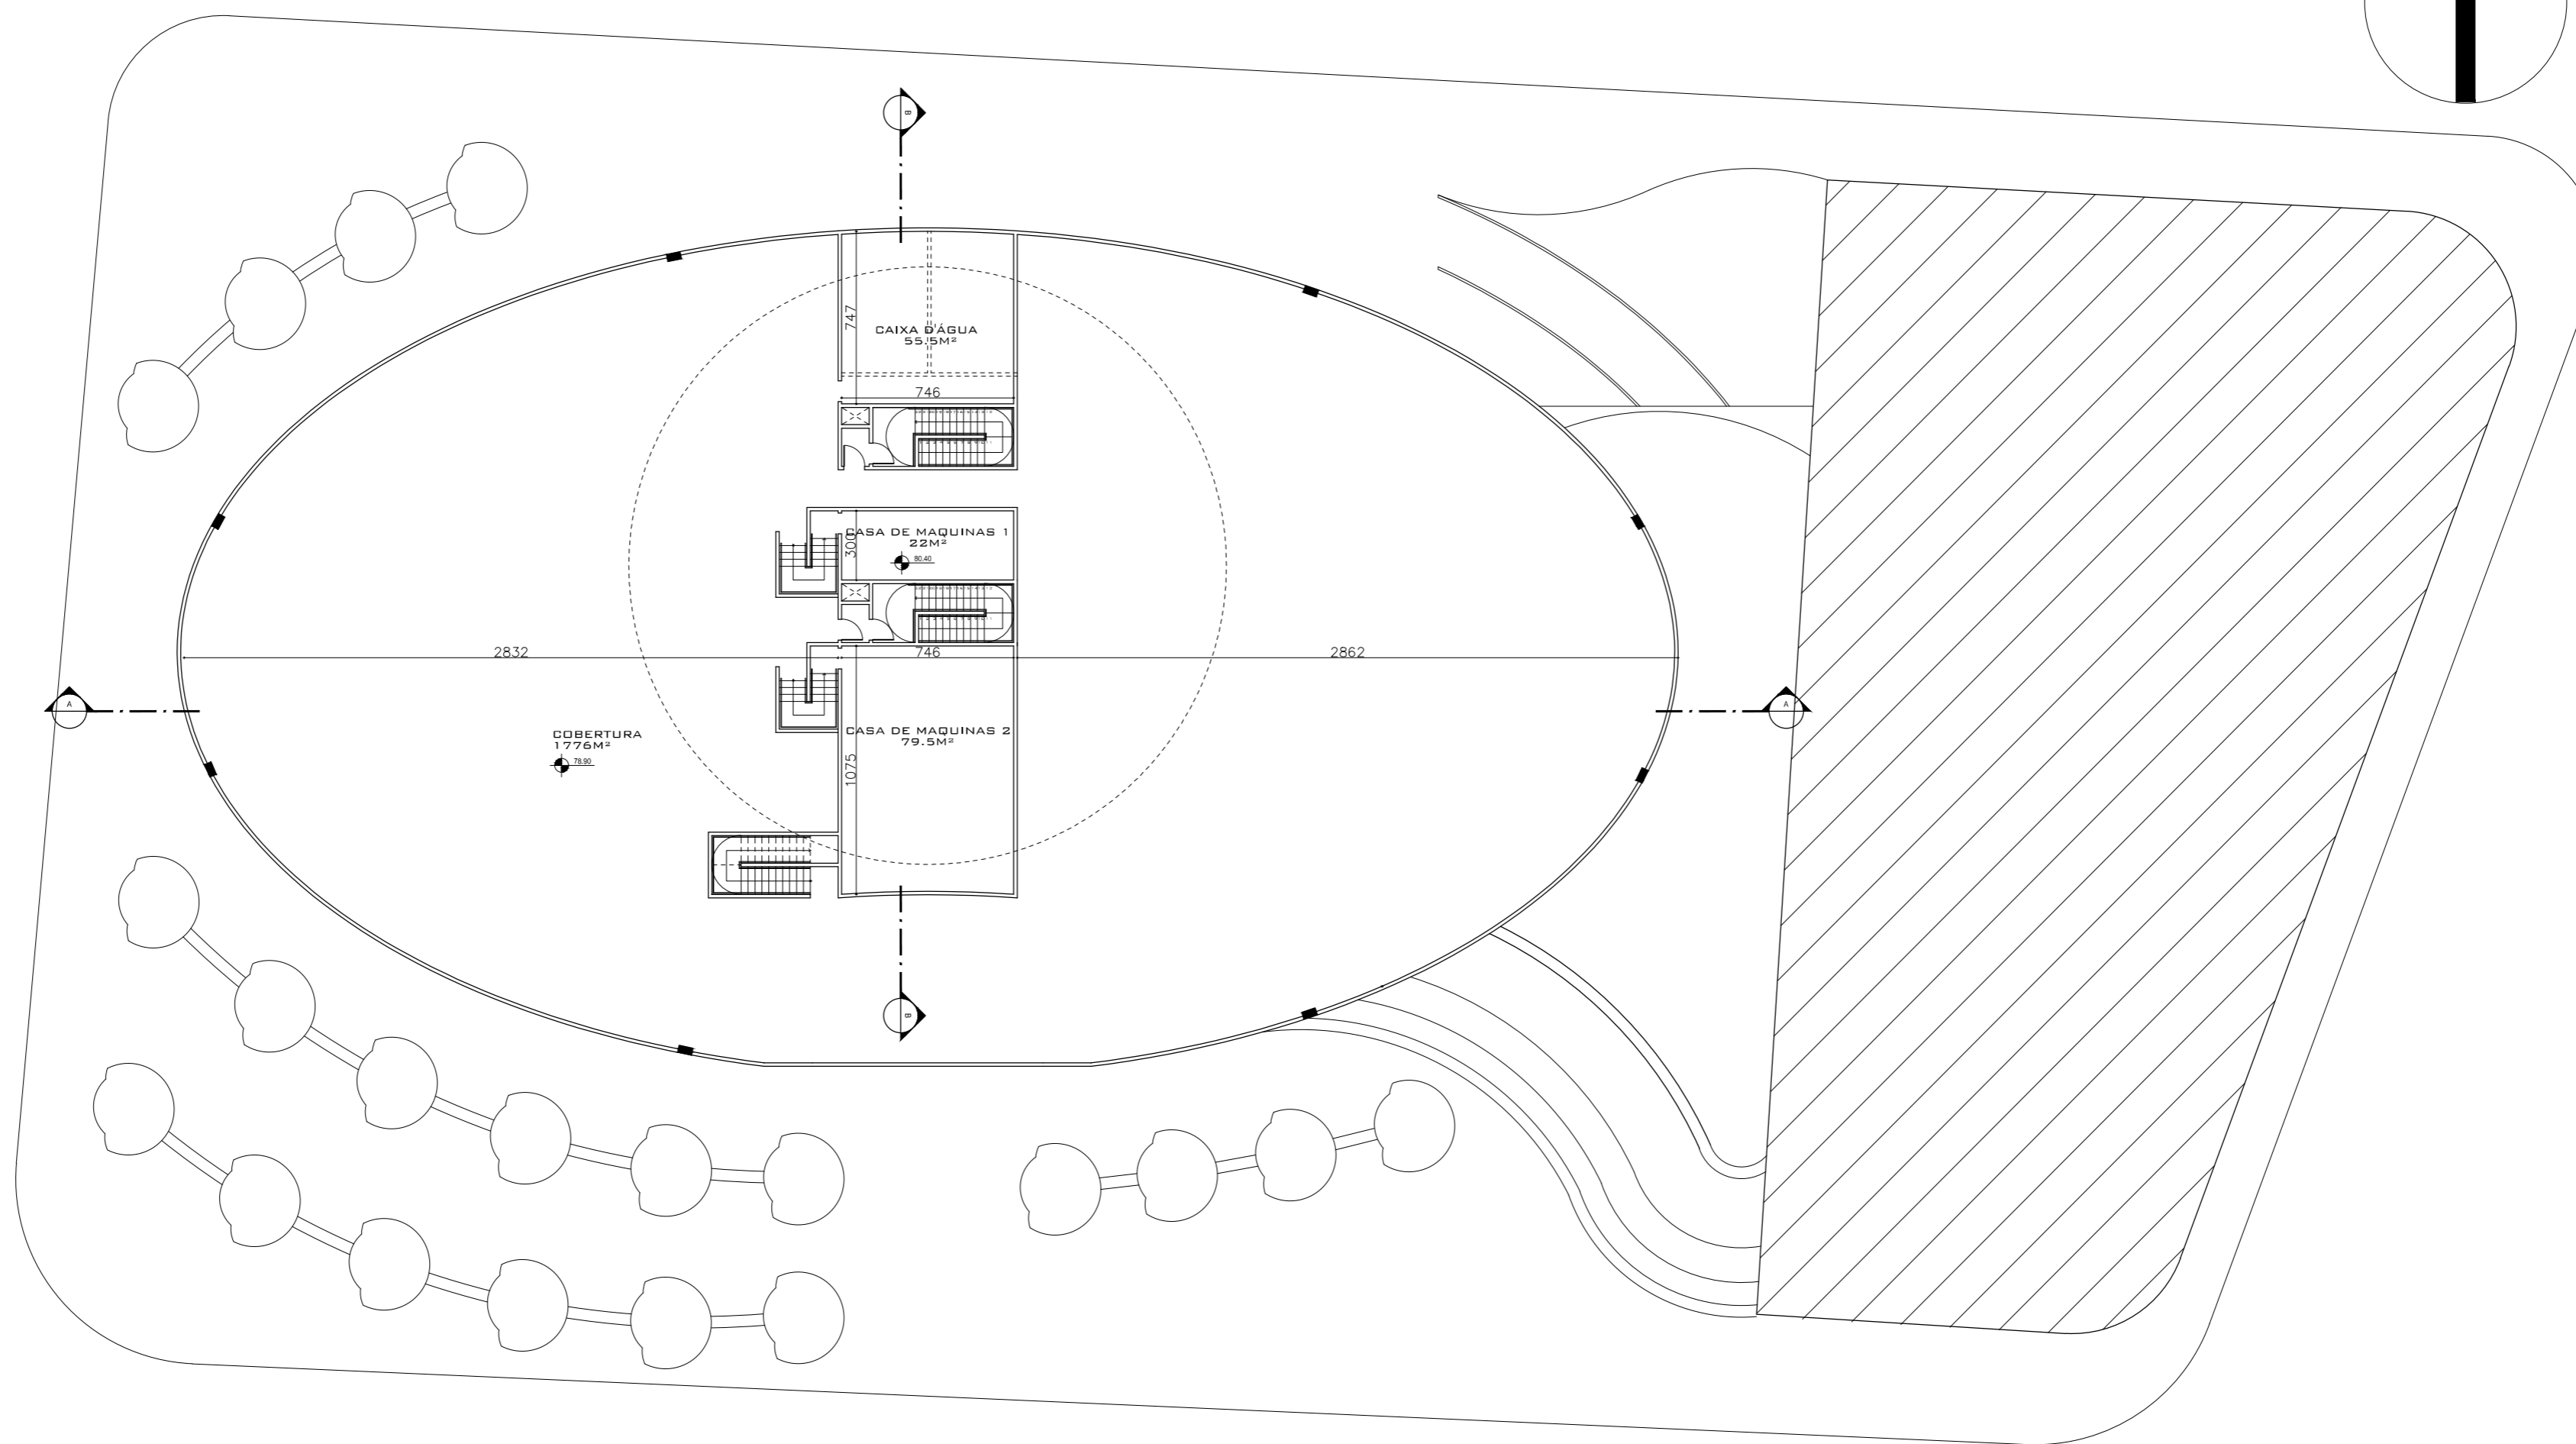 B
747
CAIXA D'ÁGUA
55.5M²
746
CASA DE MAQUINAS 1
22M²
300
80.40
2832
746
2862
A
A
COBERTURA
1776M²
78.90
CASA DE MAQUINAS 2
79.5M²
1075
B